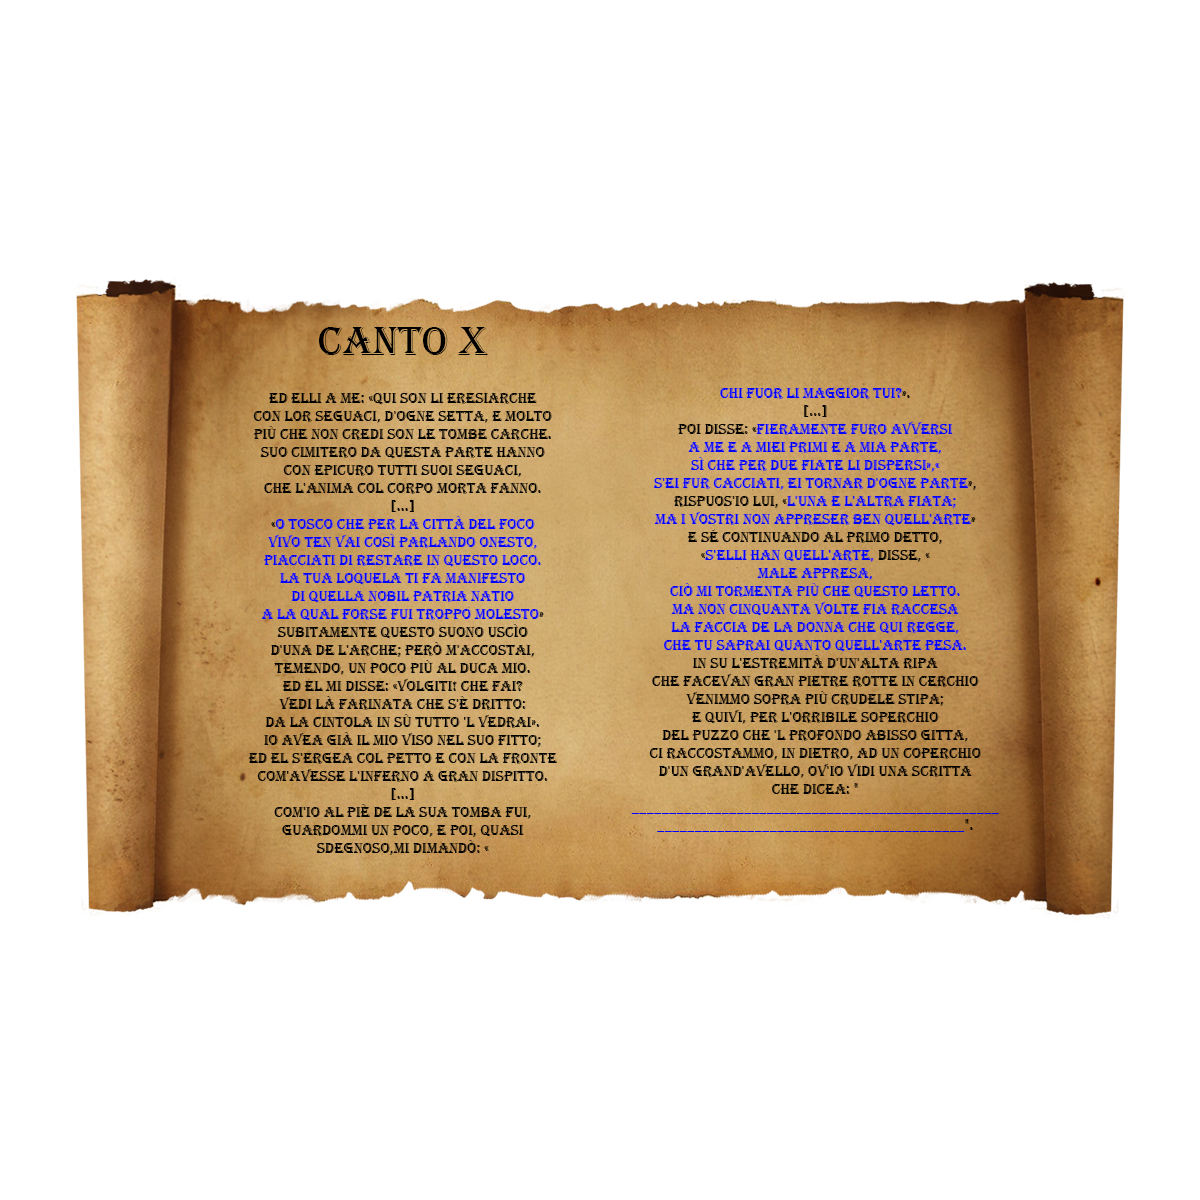 CANTO X
ED ELLI A ME: «QUI SON LI ERESIARCHE
CON LOR SEGUACI, D'OGNE SETTA, E MOLTO
PIÙ CHE NON CREDI SON LE TOMBE CARCHE.
SUO CIMITERO DA QUESTA PARTE HANNO
CON EPICURO TUTTI SUOI SEGUACI,
CHE L'ANIMA COL CORPO MORTA FANNO.
[...]
«O TOSCO CHE PER LA CITTÀ DEL FOCO
VIVO TEN VAI COSÌ PARLANDO ONESTO,
PIACCIATI DI RESTARE IN QUESTO LOCO.
LA TUA LOQUELA TI FA MANIFESTO
DI QUELLA NOBIL PATRIA NATIO
A LA QUAL FORSE FUI TROPPO MOLESTO»
SUBITAMENTE QUESTO SUONO USCÌO
D'UNA DE L'ARCHE; PERÒ M'ACCOSTAI,
TEMENDO, UN POCO PIÙ AL DUCA MIO.
ED EL MI DISSE: «VOLGITI! CHE FAI?
VEDI LÀ FARINATA CHE S'È DRITTO:
DA LA CINTOLA IN SÙ TUTTO 'L VEDRAI».
IO AVEA GIÀ IL MIO VISO NEL SUO FITTO;
ED EL S'ERGEA COL PETTO E CON LA FRONTE
COM'AVESSE L'INFERNO A GRAN DISPITTO.
[...]
COM'IO AL PIÈ DE LA SUA TOMBA FUI,
GUARDOMMI UN POCO, E POI, QUASI
SDEGNOSO,MI DIMANDÒ: «
CHI FUOR LI MAGGIOR TUI?».
[...]
POI DISSE: «FIERAMENTE FURO AVVERSI
A ME E A MIEI PRIMI E A MIA PARTE,
SÌ CHE PER DUE FIATE LI DISPERSI»,«
S'EI FUR CACCIATI, EI TORNAR D'OGNE PARTE»,
RISPUOS'IO LUI, «L'UNA E L'ALTRA FIATA;
MA I VOSTRI NON APPRESER BEN QUELL'ARTE»
E SÉ CONTINUANDO AL PRIMO DETTO,
«S'ELLI HAN QUELL'ARTE, DISSE, «
MALE APPRESA,
CIÒ MI TORMENTA PIÙ CHE QUESTO LETTO.
MA NON CINQUANTA VOLTE FIA RACCESA
LA FACCIA DE LA DONNA CHE QUI REGGE,
CHE TU SAPRAI QUANTO QUELL'ARTE PESA.
IN SU L'ESTREMITÀ D'UN'ALTA RIPA
CHE FACEVAN GRAN PIETRE ROTTE IN CERCHIO
VENIMMO SOPRA PIÙ CRUDELE STIPA;
E QUIVI, PER L'ORRIBILE SOPERCHIO
DEL PUZZO CHE 'L PROFONDO ABISSO GITTA,
CI RACCOSTAMMO, IN DIETRO, AD UN COPERCHIO
D'UN GRAND'AVELLO, OV'IO VIDI UNA SCRITTA
CHE DICEA: "
_________________________________________________
_________________________________________".